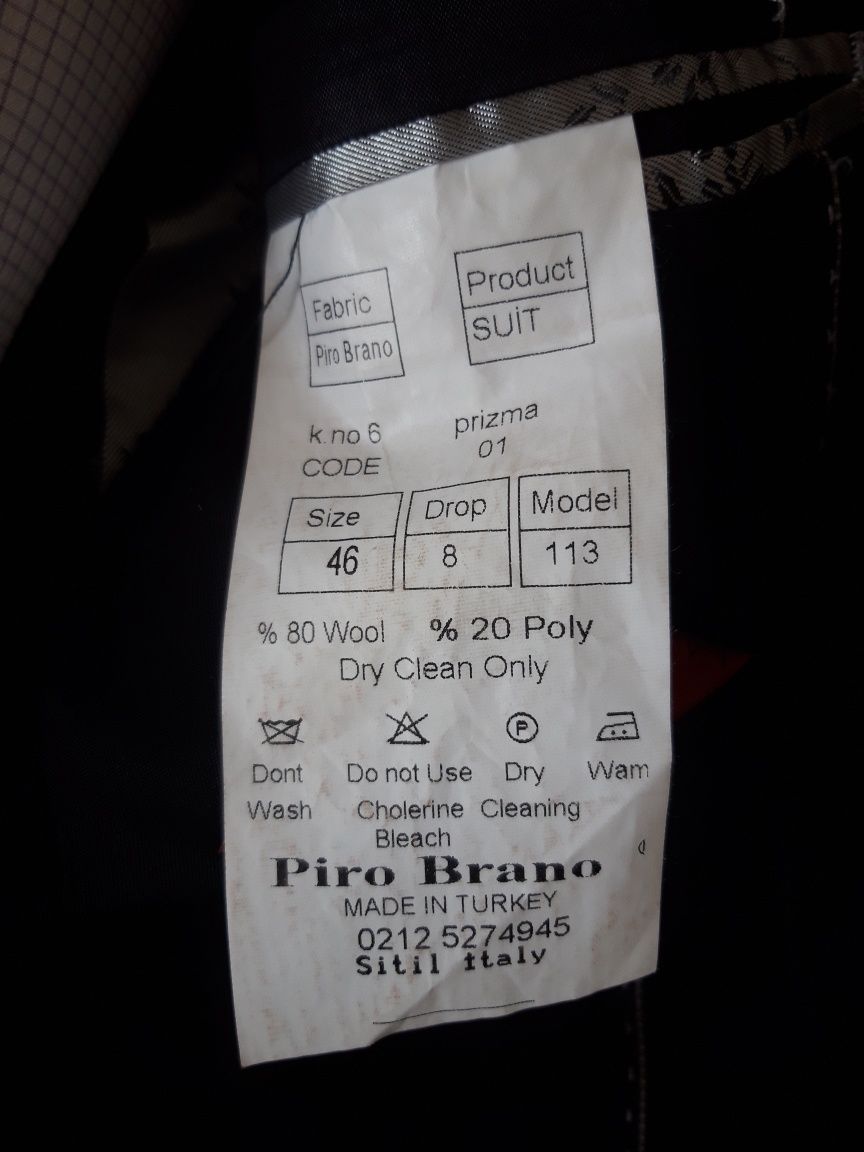 Fabric
Piro Brano
Product
SUİT
k.no 6
CODE
prizma
01
Size
46
Drop
8
Model
113
% 80 Wool % 20 Poly
Dry Clean Only
P
Dont
Wash
Do not Use
Cholerine
Bleach
Dry
Cleaning
Wam
Piro Brano
MADE IN TURKEY
0212 5274945
Sitil ıtaly